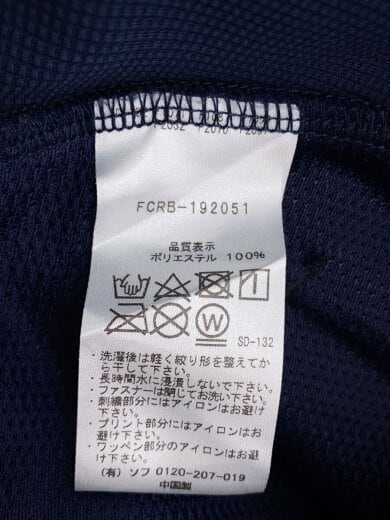 FCRB-192051
品質表示
ポリエステル 100%
W
SD-132
・洗濯後は軽く絞り形を整えてか
ら干して下さい。
・長時間水に浸漬しないで下さい。
・ファスナーは閉じてお洗い下さい。
・刺繍部分にはアイロンはお避け
下さい。
・プリント部分にはアイロンはお避
け下さい。
・ワッペン部分のアイロンはお避
け下さい。
(有) ソフ 0120-207-019
中国製